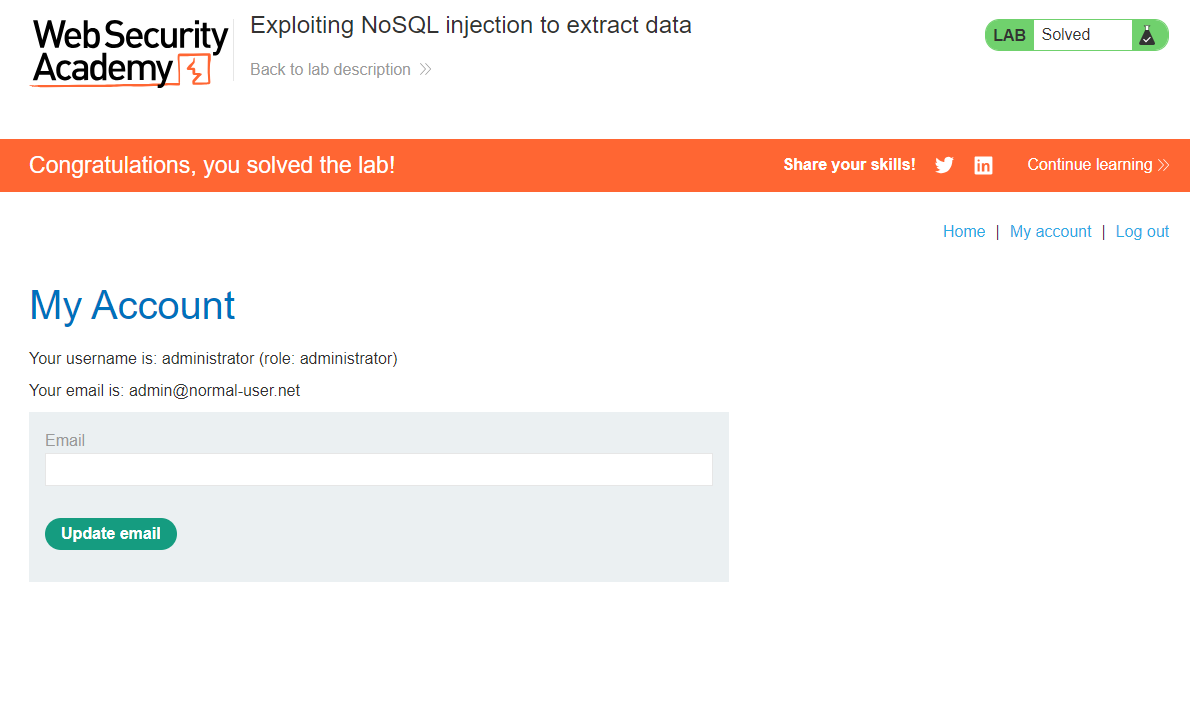 Web Security
Academy
Exploiting NoSQL injection to extract data
Back to lab description
LAB Solved
Congratulations, you solved the lab!
Share your skills!
Continue learning
Home | My account | Log out
My Account
Your username is: administrator (role: administrator)
Your email is: admin@normal-user.net
Email
Update email